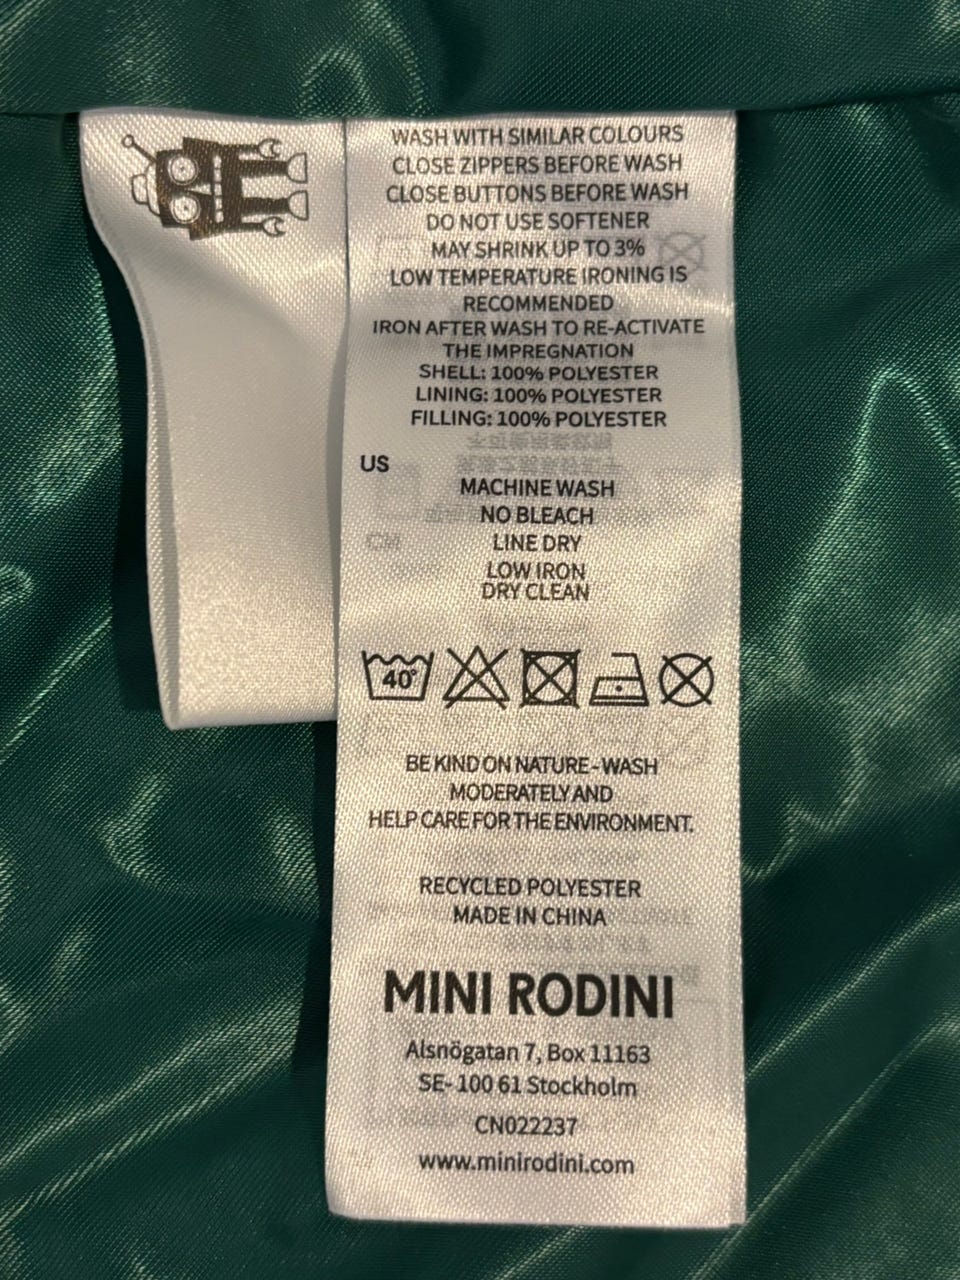 WASH WITH SIMILAR COLOURS
CLOSE ZIPPERS BEFORE WASH
CLOSE BUTTONS BEFORE WASH
DO NOT USE SOFTENER
MAY SHRINK UP TO 3%
LOW TEMPERATURE IRONING IS
RECOMMENDED
IRON AFTER WASH TO RE-ACTIVATE
THE IMPREGNATION
SHELL: 100% POLYESTER
LINING: 100% POLYESTER
FILLING: 100% POLYESTER
US
MACHINE WASH
NO BLEACH
LINE DRY
LOW IRON
DRY CLEAN
40°
BE KIND ON NATURE - WASH
MODERATELY AND
HELP CARE FOR THE ENVIRONMENT.
RECYCLED POLYESTER
MADE IN CHINA
MINI RODINI
Alsnögatan 7, Box 11163
SE- 100 61 Stockholm
CN022237
www.minirodini.com